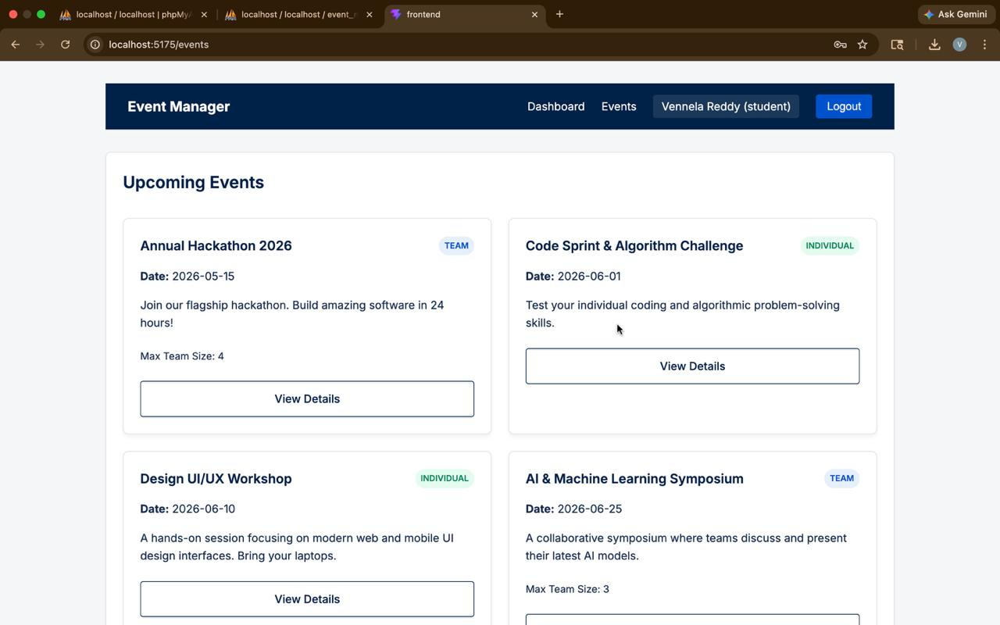 localhost / localhost | phpMyA
localhost / localhost / event_
frontend
Ask Gemini
localhost:5175/events
V
Event Manager
Dashboard
Events
Vennela Reddy (student)
Logout
Upcoming Events
Annual Hackathon 2026
TEAM
Date: 2026-05-15
Join our flagship hackathon. Build amazing software in 24
hours!
Max Team Size: 4
View Details
Code Sprint & Algorithm Challenge
INDIVIDUAL
Date: 2026-06-01
Test your individual coding and algorithmic problem-solving
skills.
View Details
Design UI/UX Workshop
INDIVIDUAL
Date: 2026-06-10
A hands-on session focusing on modern web and mobile UI
design interfaces. Bring your laptops.
View Details
AI & Machine Learning Symposium
TEAM
Date: 2026-06-25
A collaborative symposium where teams discuss and present
their latest AI models.
Max Team Size: 3